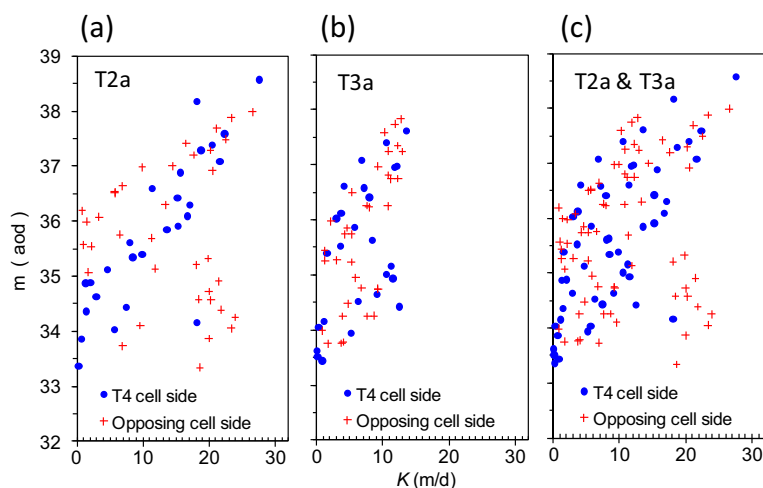 (a) (b) (c)
T2a T3a T2a & T3a
39
38
37
36
35
34
33
32
m ( aod )
T4 cell side
Opposing cell side
T4 cell side
Opposing cell side
T4 cell side
Opposing cell side
0 10 20 30 0 10 20 30 0 10 20 30
K (m/d)